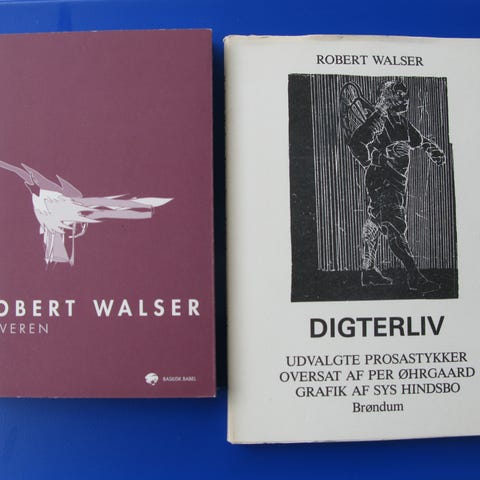 OBERT WALSER
VEREN
BASILISK BABEL
ROBERT WALSER
DIGTERLIV
UDVALGTE PROSASTYKKER
OVERSAT AF PER ØHRGAARD
GRAFIK AF SYS HINDSBO
Brøndum